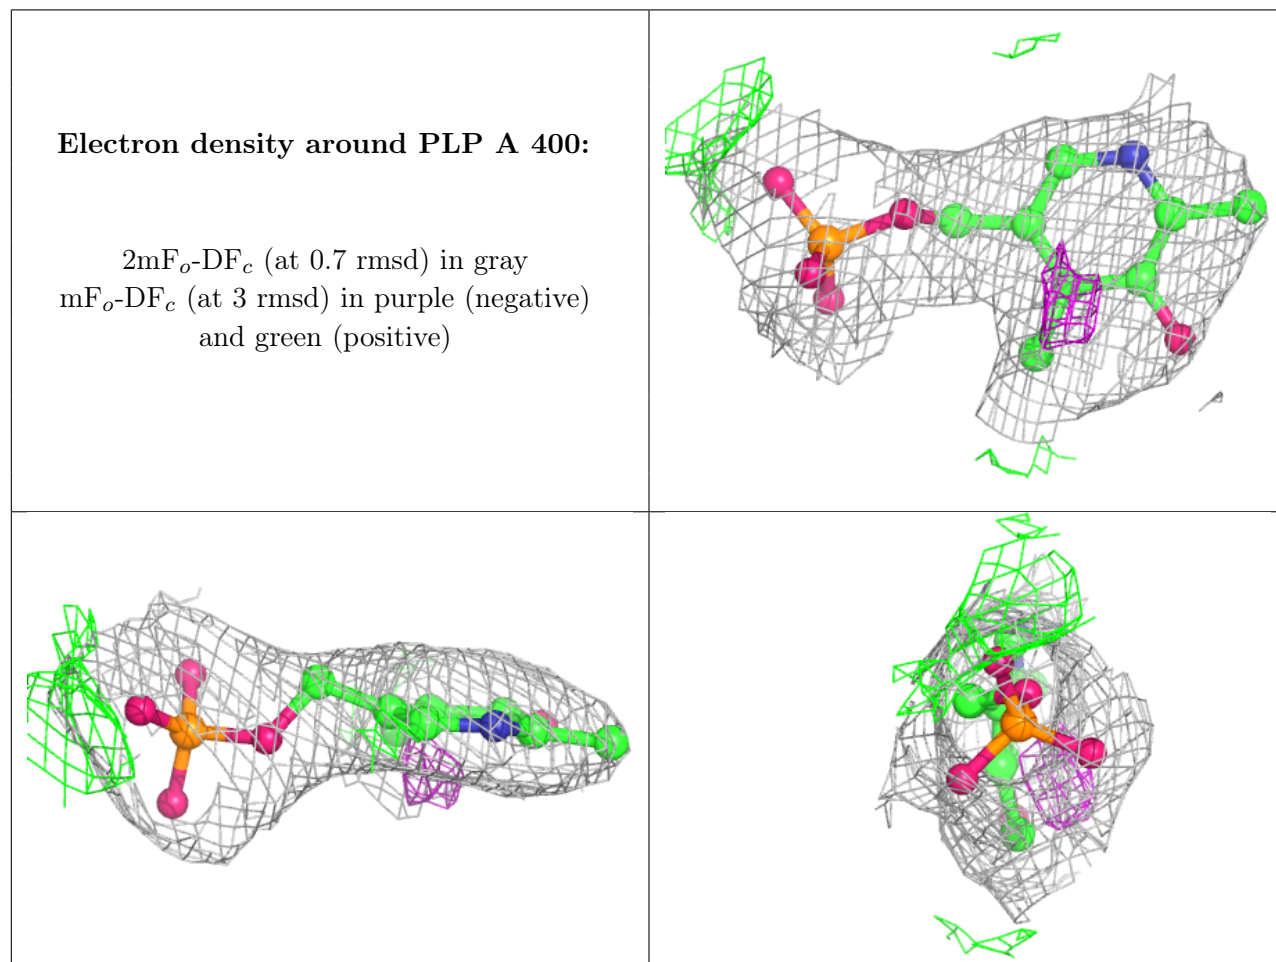 Electron density around PLP A 400:
2mFo-DFc (at 0.7 rmsd) in gray
mFo-DFc (at 3 rmsd) in purple (negative)
and green (positive)